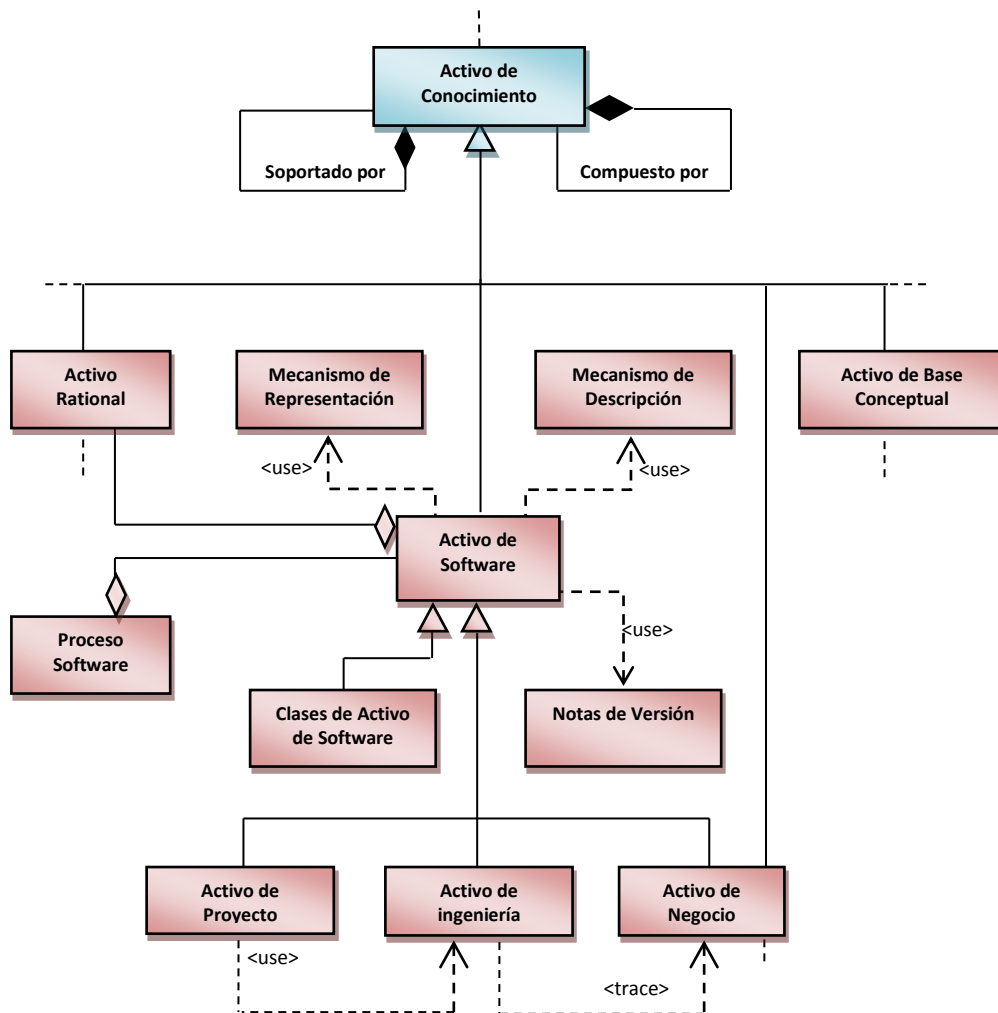 Activo de
Conocimiento
Soportado por
Compuesto por
Activo
Rational
Mecanismo de
Representación
Mecanismo de
Descripción
Activo de Base
Conceptual
<use>
<use>
Activo de
Software
<use>
Proceso
Software
Clases de Activo
de Software
Notas de Versión
Activo de
Proyecto
Activo de
ingeniería
Activo de
Negocio
<use>
<trace>